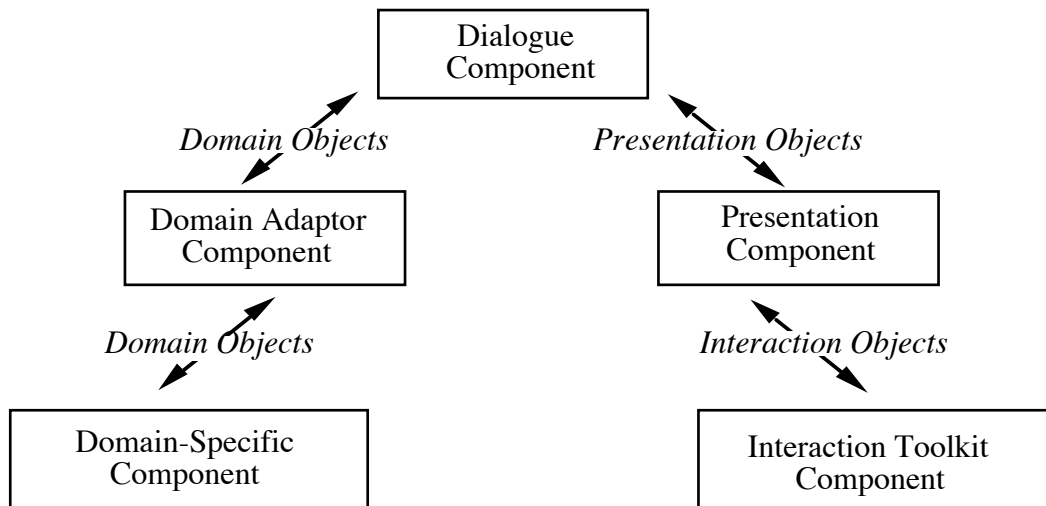 Dialogue
Component
Domain Objects
Presentation Objects
Domain Adaptor
Component
Presentation
Component
Domain Objects
Interaction Objects
Domain-Specific
Component
Interaction Toolkit
Component